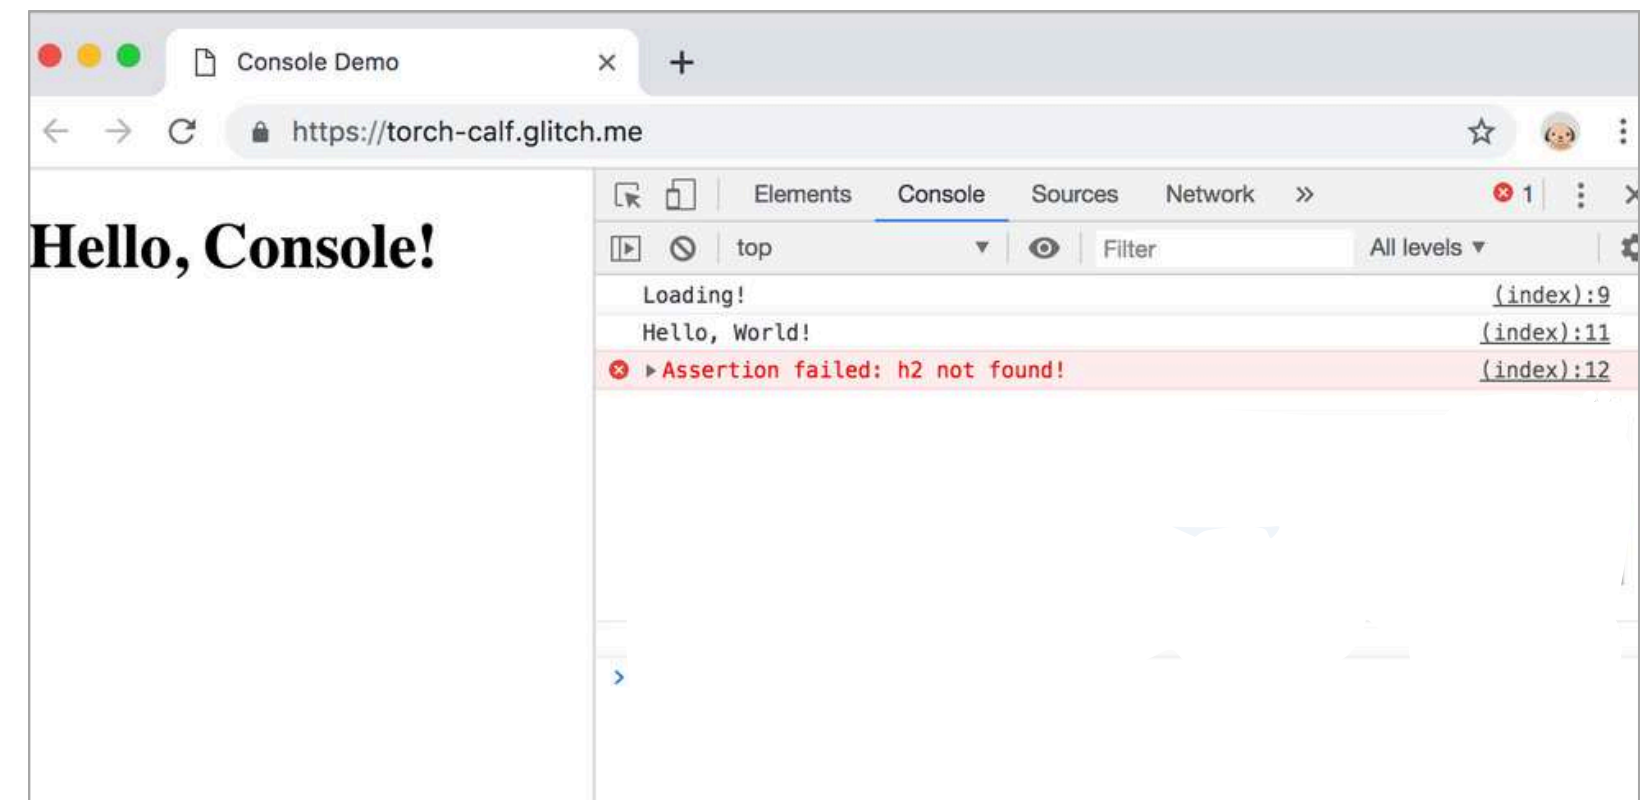 Console Demo
https://torch-calf.glitch.me
Hello, Console!
Elements Console Sources Network » 1
top Filter All levels
Loading! (index):9
Hello, World! (index):11
Assertion failed: h2 not found! (index):12